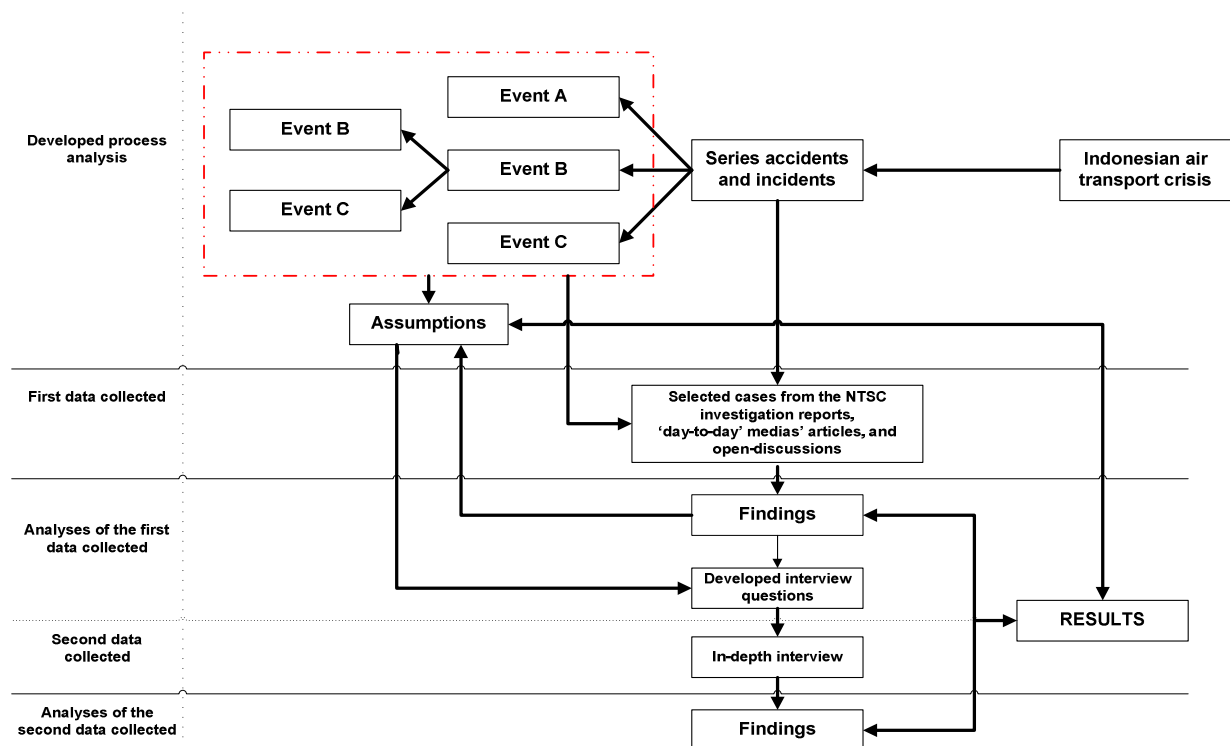 Developed process
analysis
Event A
Event B
Event B
Event C
Event C
Series accidents
and incidents
Indonesian air
transport crisis
Assumptions
First data collected
Selected cases from the NTSC
investigation reports,
‘day-to-day’ medias’ articles, and
open-discussions
Analyses of the first
data collected
Findings
Developed interview
questions
RESULTS
Second data
collected
In-depth interview
Analyses of the
second data collected
Findings